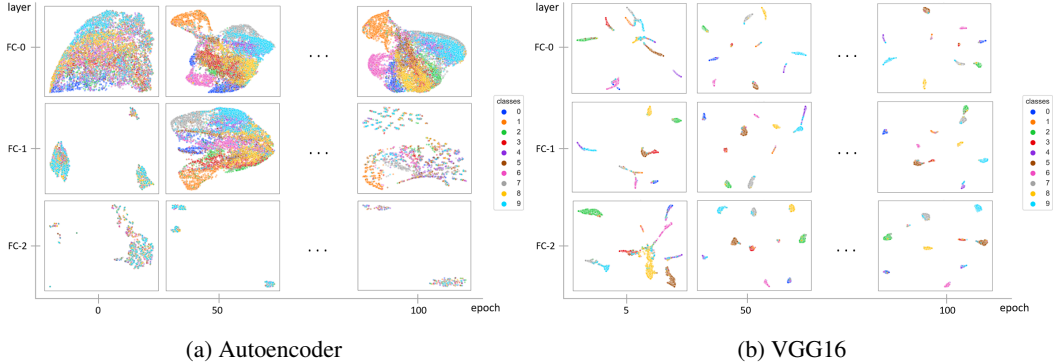 layer
FC-0
FC-1
FC-2
. . .
. . .
. . .
classes
0
1
2
3
4
5
6
7
8
9
0
50
100
epoch
(a) Autoencoder
layer
FC-0
FC-1
FC-2
. . .
. . .
. . .
classes
0
1
2
3
4
5
6
7
8
9
5
50
100
epoch
(b) VGG16